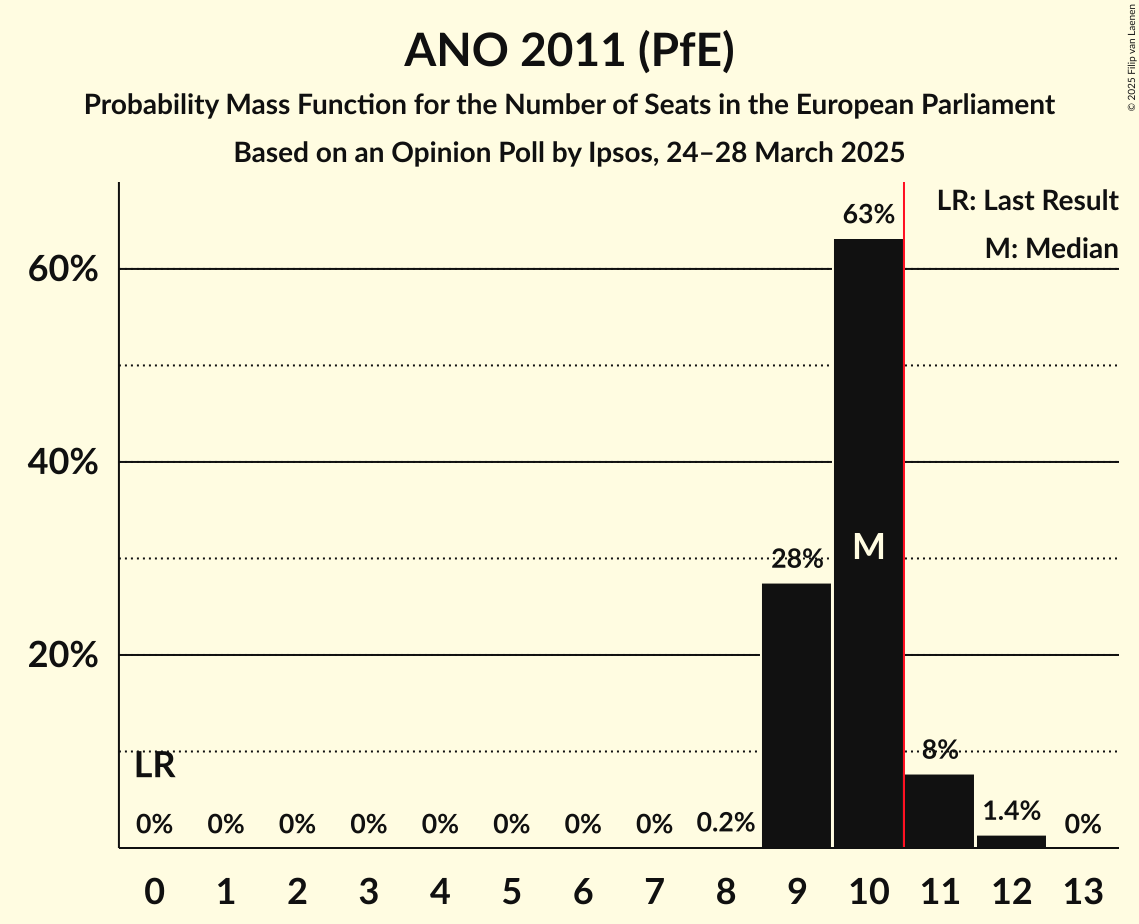 ANO 2011 (PfE)
Probability Mass Function for the Number of Seats in the European Parliament
Based on an Opinion Poll by Ipsos, 24–28 March 2025
© 2025 Filip van Laenen
LR: Last Result
M: Median
63%
60%
40%
28%
M
20%
LR
8%
0% 0% 0% 0% 0% 0% 0% 0% 0.2% 1.4% 0%
0 1 2 3 4 5 6 7 8 9 10 11 12 13